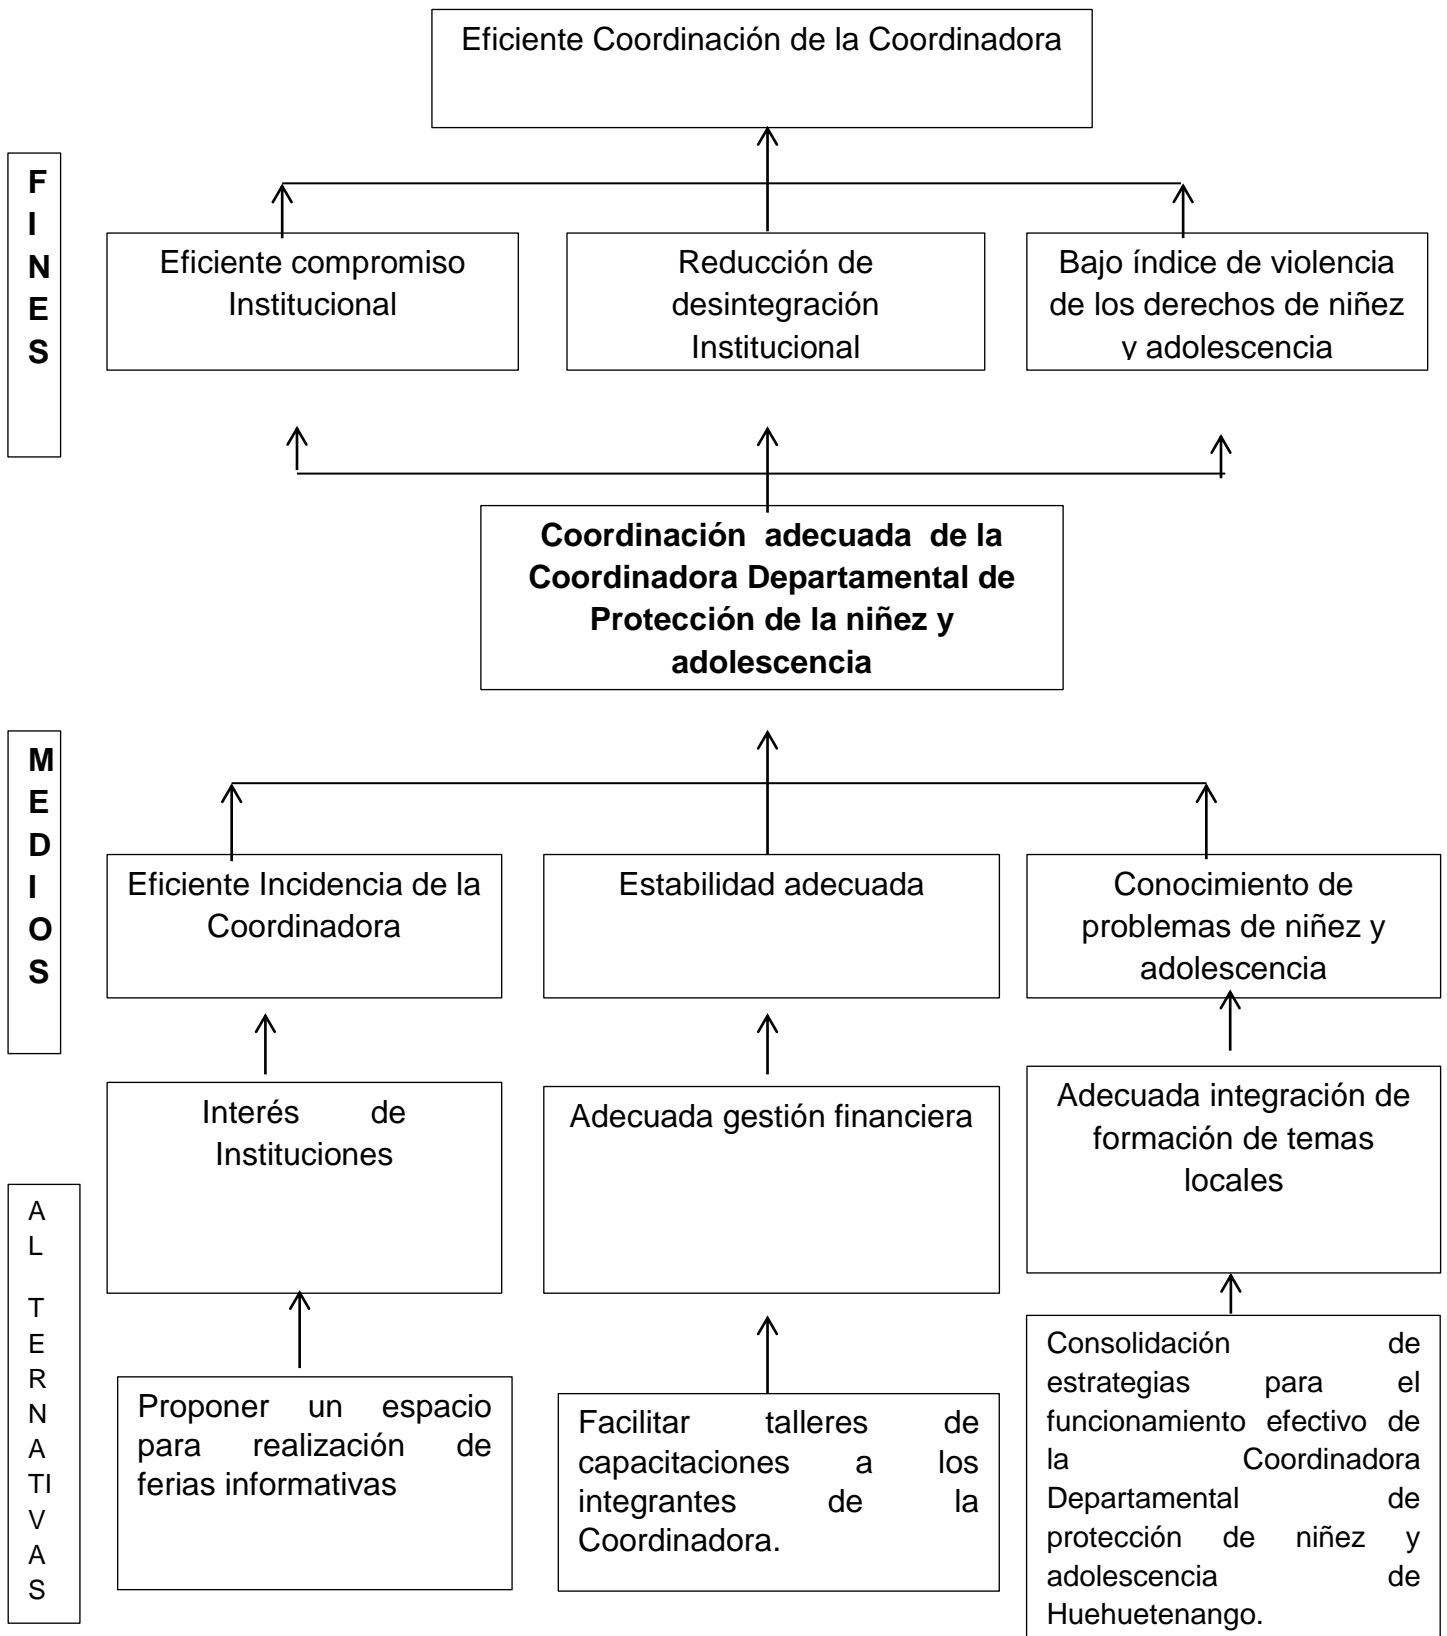 Eficiente Coordinación de la Coordinadora
F
I
N
E
S
Eficiente compromiso
Institucional
Reducción de
desintegración
Institucional
Bajo índice de violencia
de los derechos de niñez
y adolescencia
Coordinación adecuada de la
Coordinadora Departamental de
Protección de la niñez y
adolescencia
M
E
D
I
O
S
Eficiente Incidencia de la
Coordinadora
Estabilidad adecuada
Conocimiento de
problemas de niñez y
adolescencia
Interés de
Instituciones
Adecuada gestión financiera
Adecuada integración de
formación de temas
locales
A
L
T
E
R
N
A
TI
V
A
S
Proponer un espacio
para realización de
ferias informativas
Facilitar talleres de
capacitaciones a los
integrantes de la
Coordinadora.
Consolidación de
estrategias para el
funcionamiento efectivo de
la Coordinadora
Departamental de
protección de niñez y
adolescencia de
Huehuetenango.